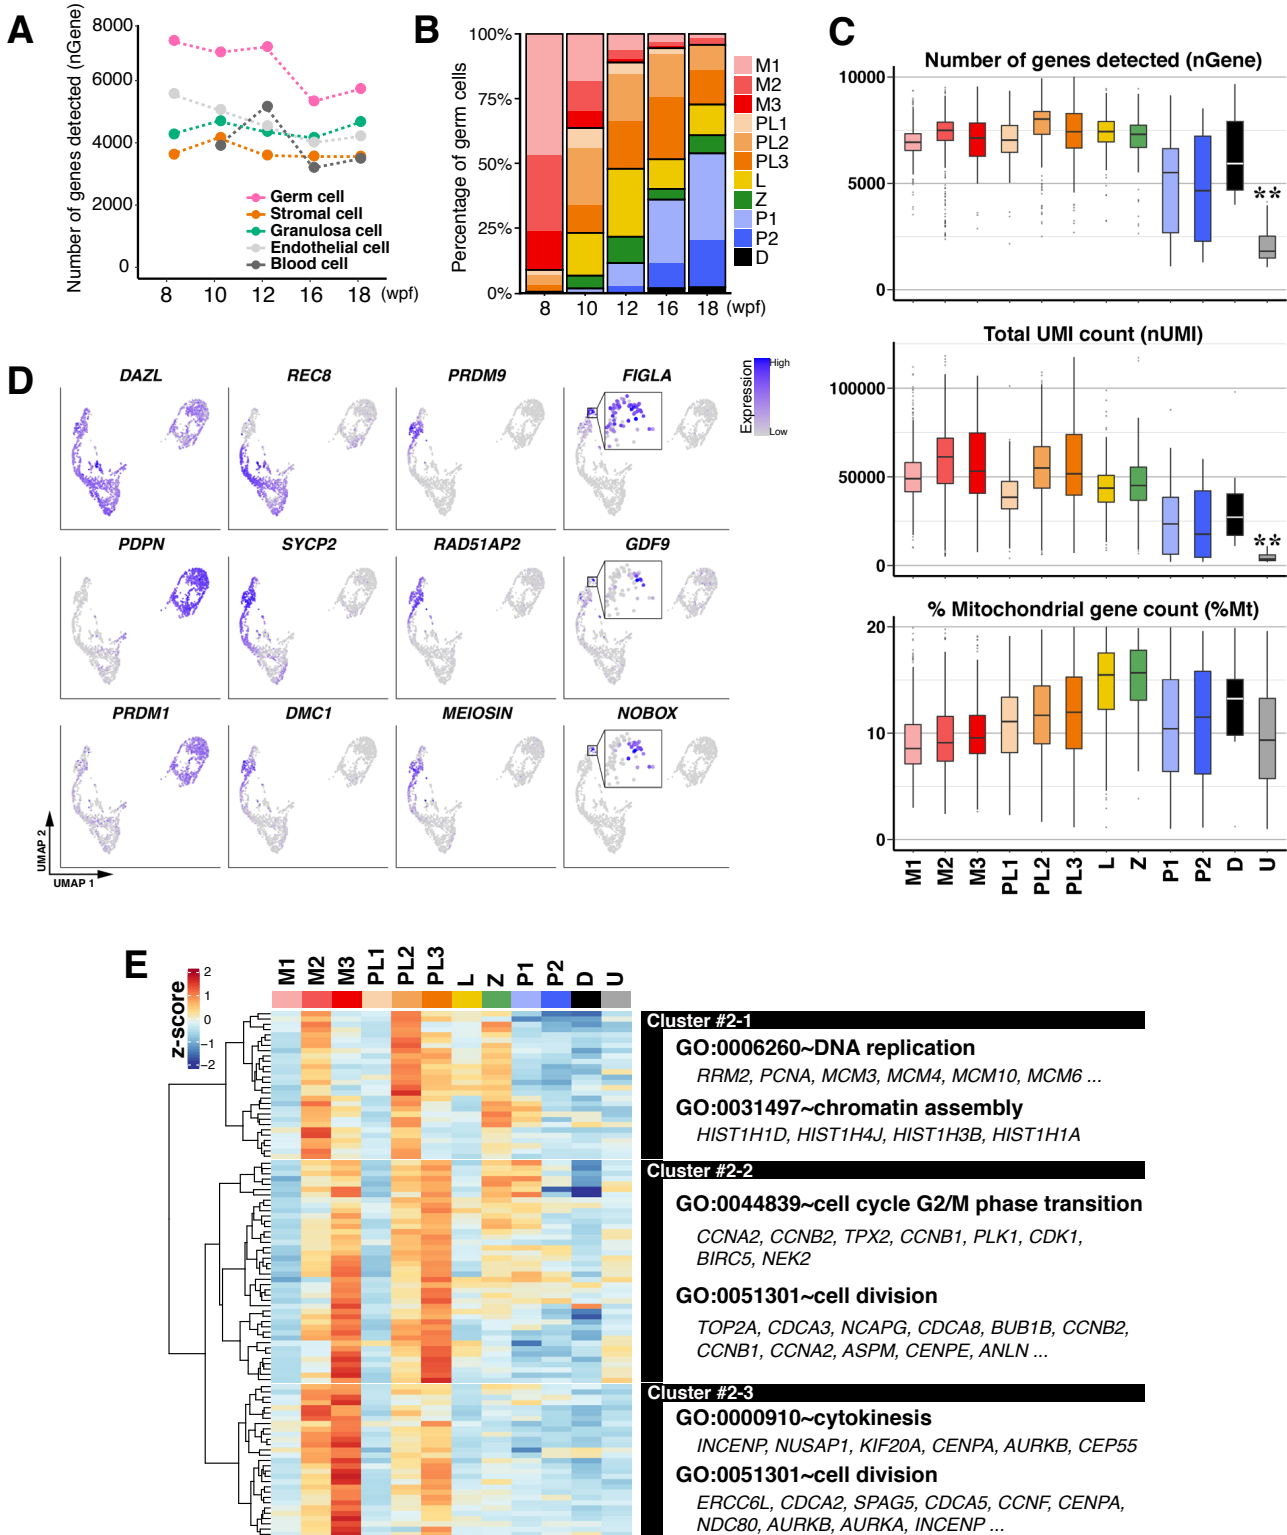 A
Number of genes detected (nGene)
8000
6000
4000
2000
0
Germ cell
Stromal cell
Granulosa cell
Endothelial cell
Blood cell
8 10 12 16 18 (wpf)
B
Percentage of germ cells
100%
75%
50%
25%
0%
8 10 12 16 18 (wpf)
M1
M2
M3
PL1
PL2
PL3
L
Z
P1
P2
D
C
Number of genes detected (nGene)
10000
5000
0
**
Total UMI count (nUMI)
100000
50000
0
**
% Mitochondrial gene count (%Mt)
20
10
0
M1 M2 M3 PL1 PL2 PL3 L Z P1 P2 D U
D
Expression
High
Low
DAZL REC8 PRDM9 FIGLA
PDPN SYCP2 RAD51AP2 GDF9
PRDM1 DMC1 MEIOSIN NOBOX
UMAP 2
UMAP 1
E
z-score
2
1
0
−1
−2
M1 M2 M3 PL1 PL2 PL3 L Z P1 P2 D U
Cluster #2-1
GO:0006260~DNA replication
RRM2, PCNA, MCM3, MCM4, MCM10, MCM6 ...
GO:0031497~chromatin assembly
HIST1H1D, HIST1H4J, HIST1H3B, HIST1H1A
Cluster #2-2
GO:0044839~cell cycle G2/M phase transition
CCNA2, CCNB2, TPX2, CCNB1, PLK1, CDK1,
BIRC5, NEK2
GO:0051301~cell division
TOP2A, CDCA3, NCAPG, CDCA8, BUB1B, CCNB2,
CCNB1, CCNA2, ASPM, CENPE, ANLN ...
Cluster #2-3
GO:0000910~cytokinesis
INCENP, NUSAP1, KIF20A, CENPA, AURKB, CEP55
GO:0051301~cell division
ERCC6L, CDCA2, SPAG5, CDCA5, CCNF, CENPA,
NDC80, AURKB, AURKA, INCENP ...